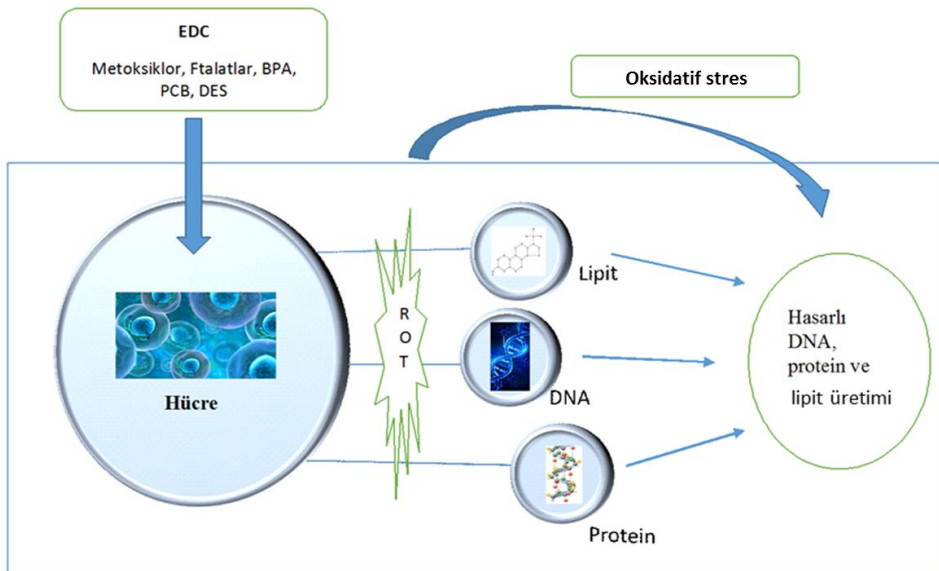 EDC
Metoksiklor, Ftalatlar, BPA,
PCB, DES
Oksidatif stres
Hücre
R
O
T
Lipit
DNA
Protein
Hasarlı
DNA,
protein ve
lipit üretimi